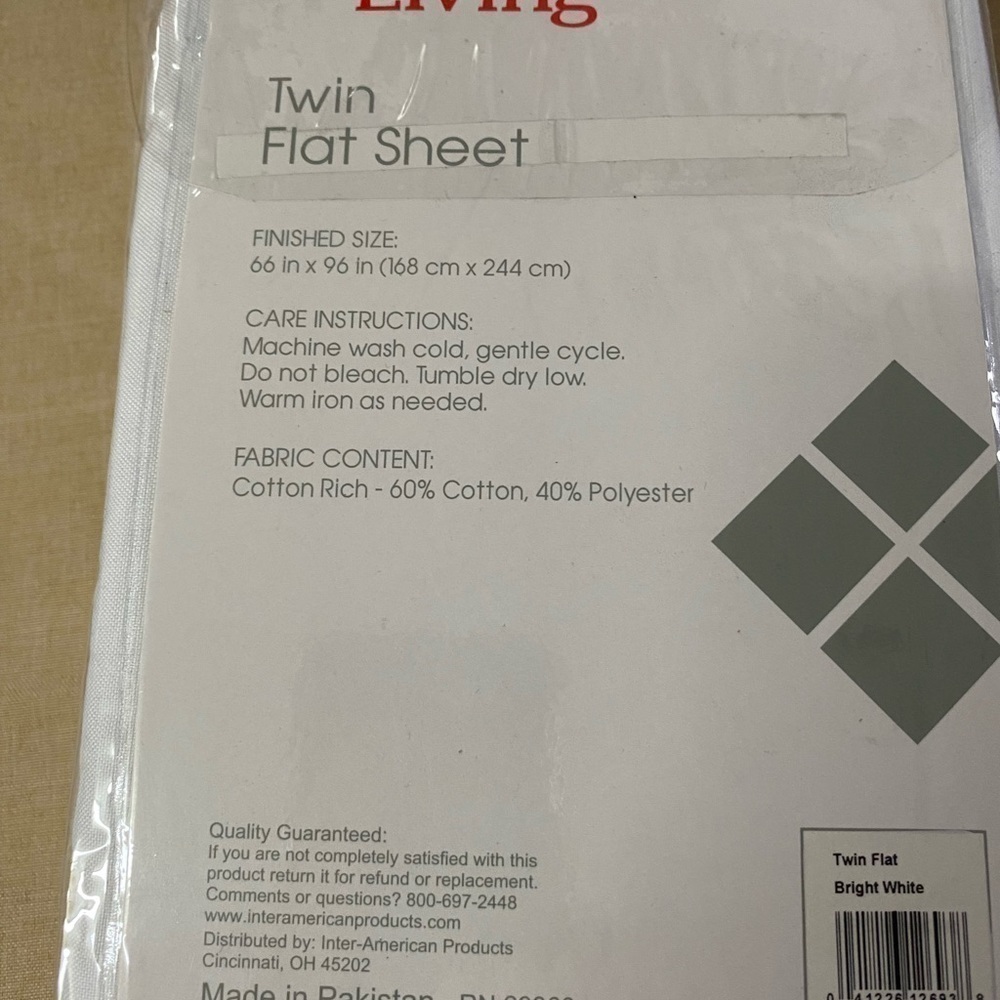 Living
Twin
Flat Sheet
FINISHED SIZE:
66 in x 96 in (168 cm x 244 cm)
CARE INSTRUCTIONS:
Machine wash cold, gentle cycle.
Do not bleach. Tumble dry low.
Warm iron as needed.
FABRIC CONTENT:
Cotton Rich - 60% Cotton, 40% Polyester
Quality Guaranteed:
If you are not completely satisfied with this
product return it for refund or replacement.
Comments or questions? 800-697-2448
www.interamericanproducts.com
Distributed by: Inter-American Products
Cincinnati, OH 45202
Made in Pakistan
Twin Flat
Bright White